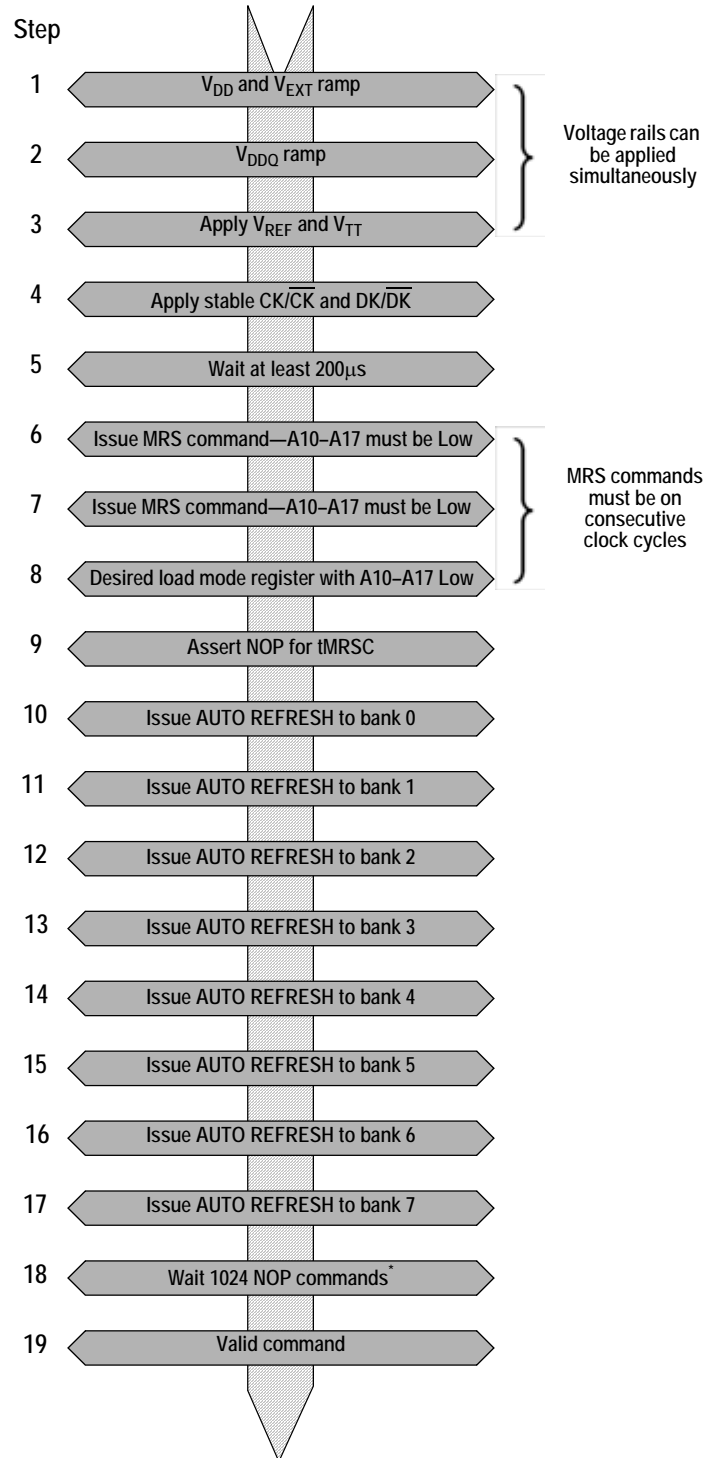 Step
1 VDD and VEXT ramp
2 VDDQ ramp
3 Apply VREF and VTT
Voltage rails can
be applied
simultaneously
4 Apply stable CK/C̅K̅ and DK/D̅K̅
5 Wait at least 200μs
6 Issue MRS command—A10–A17 must be Low
7 Issue MRS command—A10–A17 must be Low
8 Desired load mode register with A10–A17 Low
MRS commands
must be on
consecutive
clock cycles
9 Assert NOP for tMRSC
10 Issue AUTO REFRESH to bank 0
11 Issue AUTO REFRESH to bank 1
12 Issue AUTO REFRESH to bank 2
13 Issue AUTO REFRESH to bank 3
14 Issue AUTO REFRESH to bank 4
15 Issue AUTO REFRESH to bank 5
16 Issue AUTO REFRESH to bank 6
17 Issue AUTO REFRESH to bank 7
18 Wait 1024 NOP commands*
19 Valid command